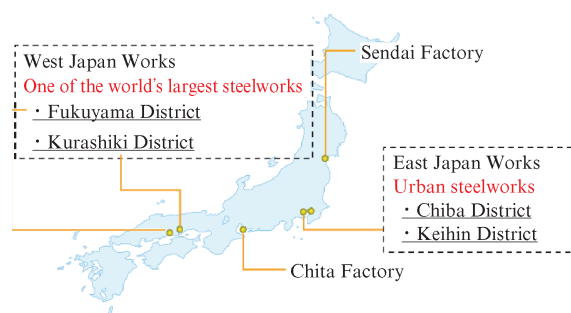 West Japan Works
One of the world's largest steelworks
・Fukuyama District
・Kurashiki District
Sendai Factory
East Japan Works
Urban steelworks
・Chiba District
・Keihin District
Chita Factory